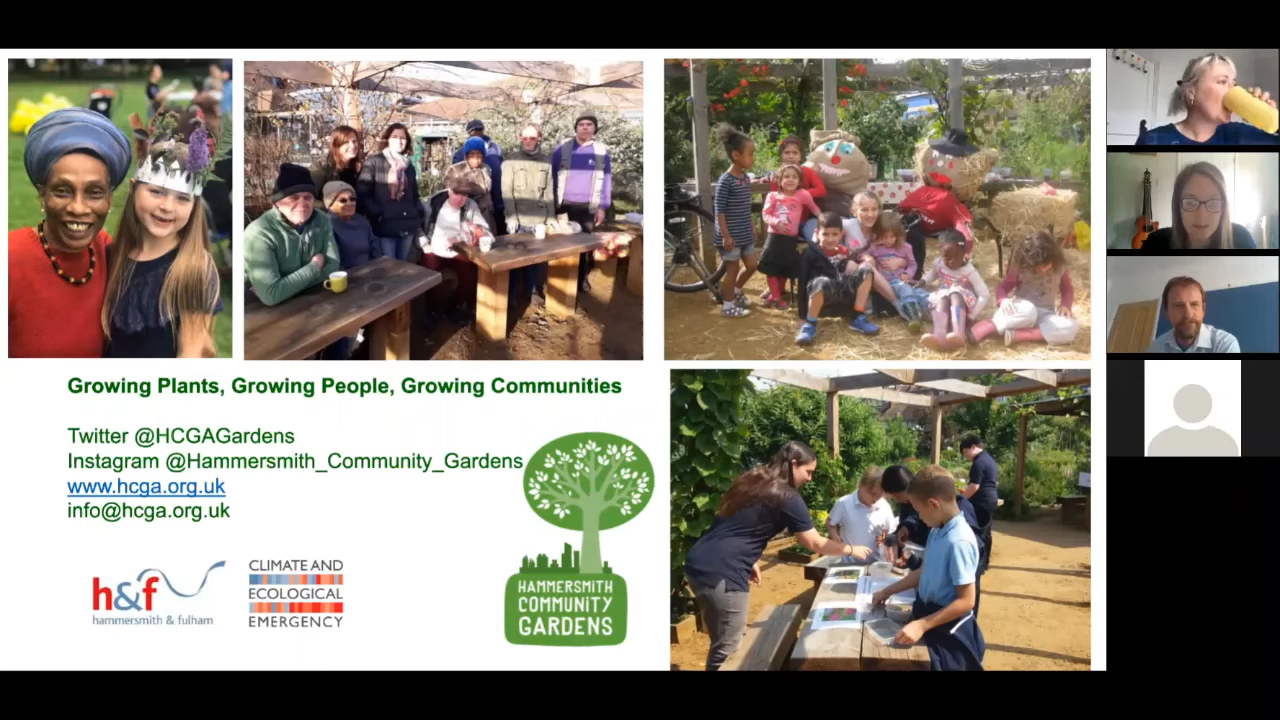 Growing Plants, Growing People, Growing Communities
Twitter @HCGAGardens
Instagram @Hammersmith_Community_Gardens
www.hcga.org.uk
info@hcga.org.uk
h&f
hammersmith & fulham
CLIMATE AND
ECOLOGICAL
EMERGENCY
HAMMERSMITH
COMMUNITY
GARDENS